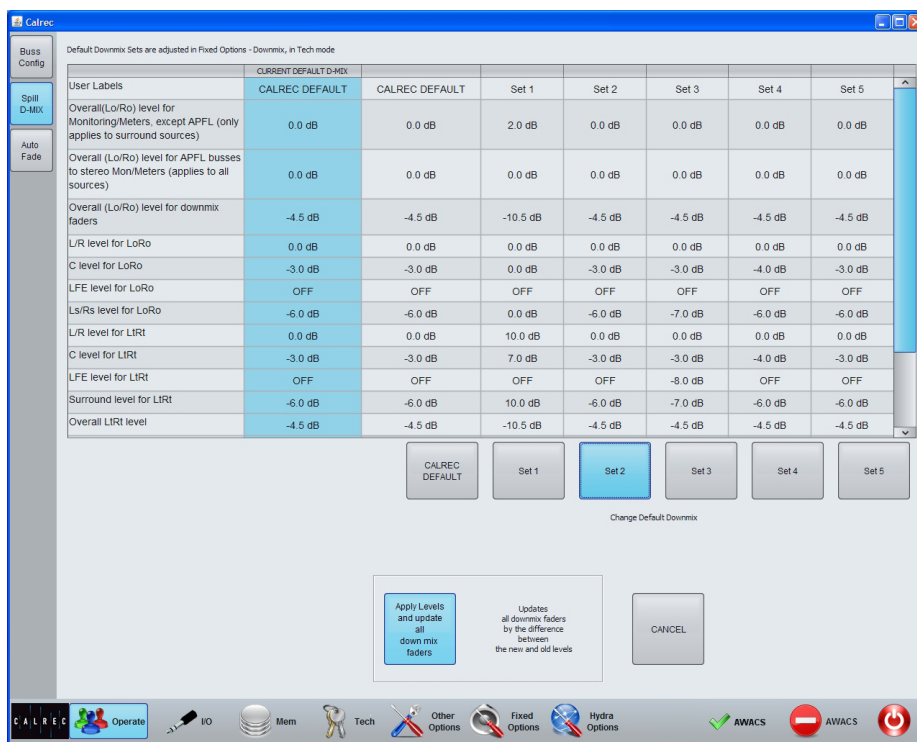 Calrec
Buss
Config
Spill
D-MIX
Auto
Fade
Default Downmix Sets are adjusted in Fixed Options - Downmix, in Tech mode
CURRENT DEFAULT D-MIX
User Labels CALREC DEFAULT CALREC DEFAULT Set 1 Set 2 Set 3 Set 4 Set 5
Overall(Lo/Ro) level for
Monitoring/Meters, except APFL (only
applies to surround sources)
0.0 dB 0.0 dB 2.0 dB 0.0 dB 0.0 dB 0.0 dB 0.0 dB
Overall (Lo/Ro) level for APFL busses
to stereo Mon/Meters (applies to all
sources)
0.0 dB 0.0 dB 0.0 dB 0.0 dB 0.0 dB 0.0 dB 0.0 dB
Overall (Lo/Ro) level for downmix
faders
-4.5 dB -4.5 dB -10.5 dB -4.5 dB -4.5 dB -4.5 dB -4.5 dB
L/R level for LoRo 0.0 dB 0.0 dB 0.0 dB 0.0 dB 0.0 dB 0.0 dB 0.0 dB
C level for LoRo -3.0 dB -3.0 dB 0.0 dB -3.0 dB -3.0 dB -4.0 dB -3.0 dB
LFE level for LoRo OFF OFF OFF OFF OFF OFF OFF
Ls/Rs level for LoRo -6.0 dB -6.0 dB 0.0 dB -6.0 dB -7.0 dB -6.0 dB -6.0 dB
L/R level for LtRt 0.0 dB 0.0 dB 10.0 dB 0.0 dB 0.0 dB 0.0 dB 0.0 dB
C level for LtRt -3.0 dB -3.0 dB 7.0 dB -3.0 dB -3.0 dB -4.0 dB -3.0 dB
LFE level for LtRt OFF OFF OFF OFF -8.0 dB OFF OFF
Surround level for LtRt -6.0 dB -6.0 dB 10.0 dB -6.0 dB -7.0 dB -6.0 dB -6.0 dB
Overall LtRt level -4.5 dB -4.5 dB -10.5 dB -4.5 dB -4.5 dB -4.5 dB -4.5 dB
CALREC
DEFAULT
Set 1
Set 2
Set 3
Set 4
Set 5
Change Default Downmix
Apply Levels
and update
all
down mix
faders
Updates
all downmix faders
by the difference
between
the new and old levels
CANCEL
CALREC
Operate
I/O
Mem
Tech
Other
Options
Fixed
Options
Hydra
Options
AWACS
AWACS